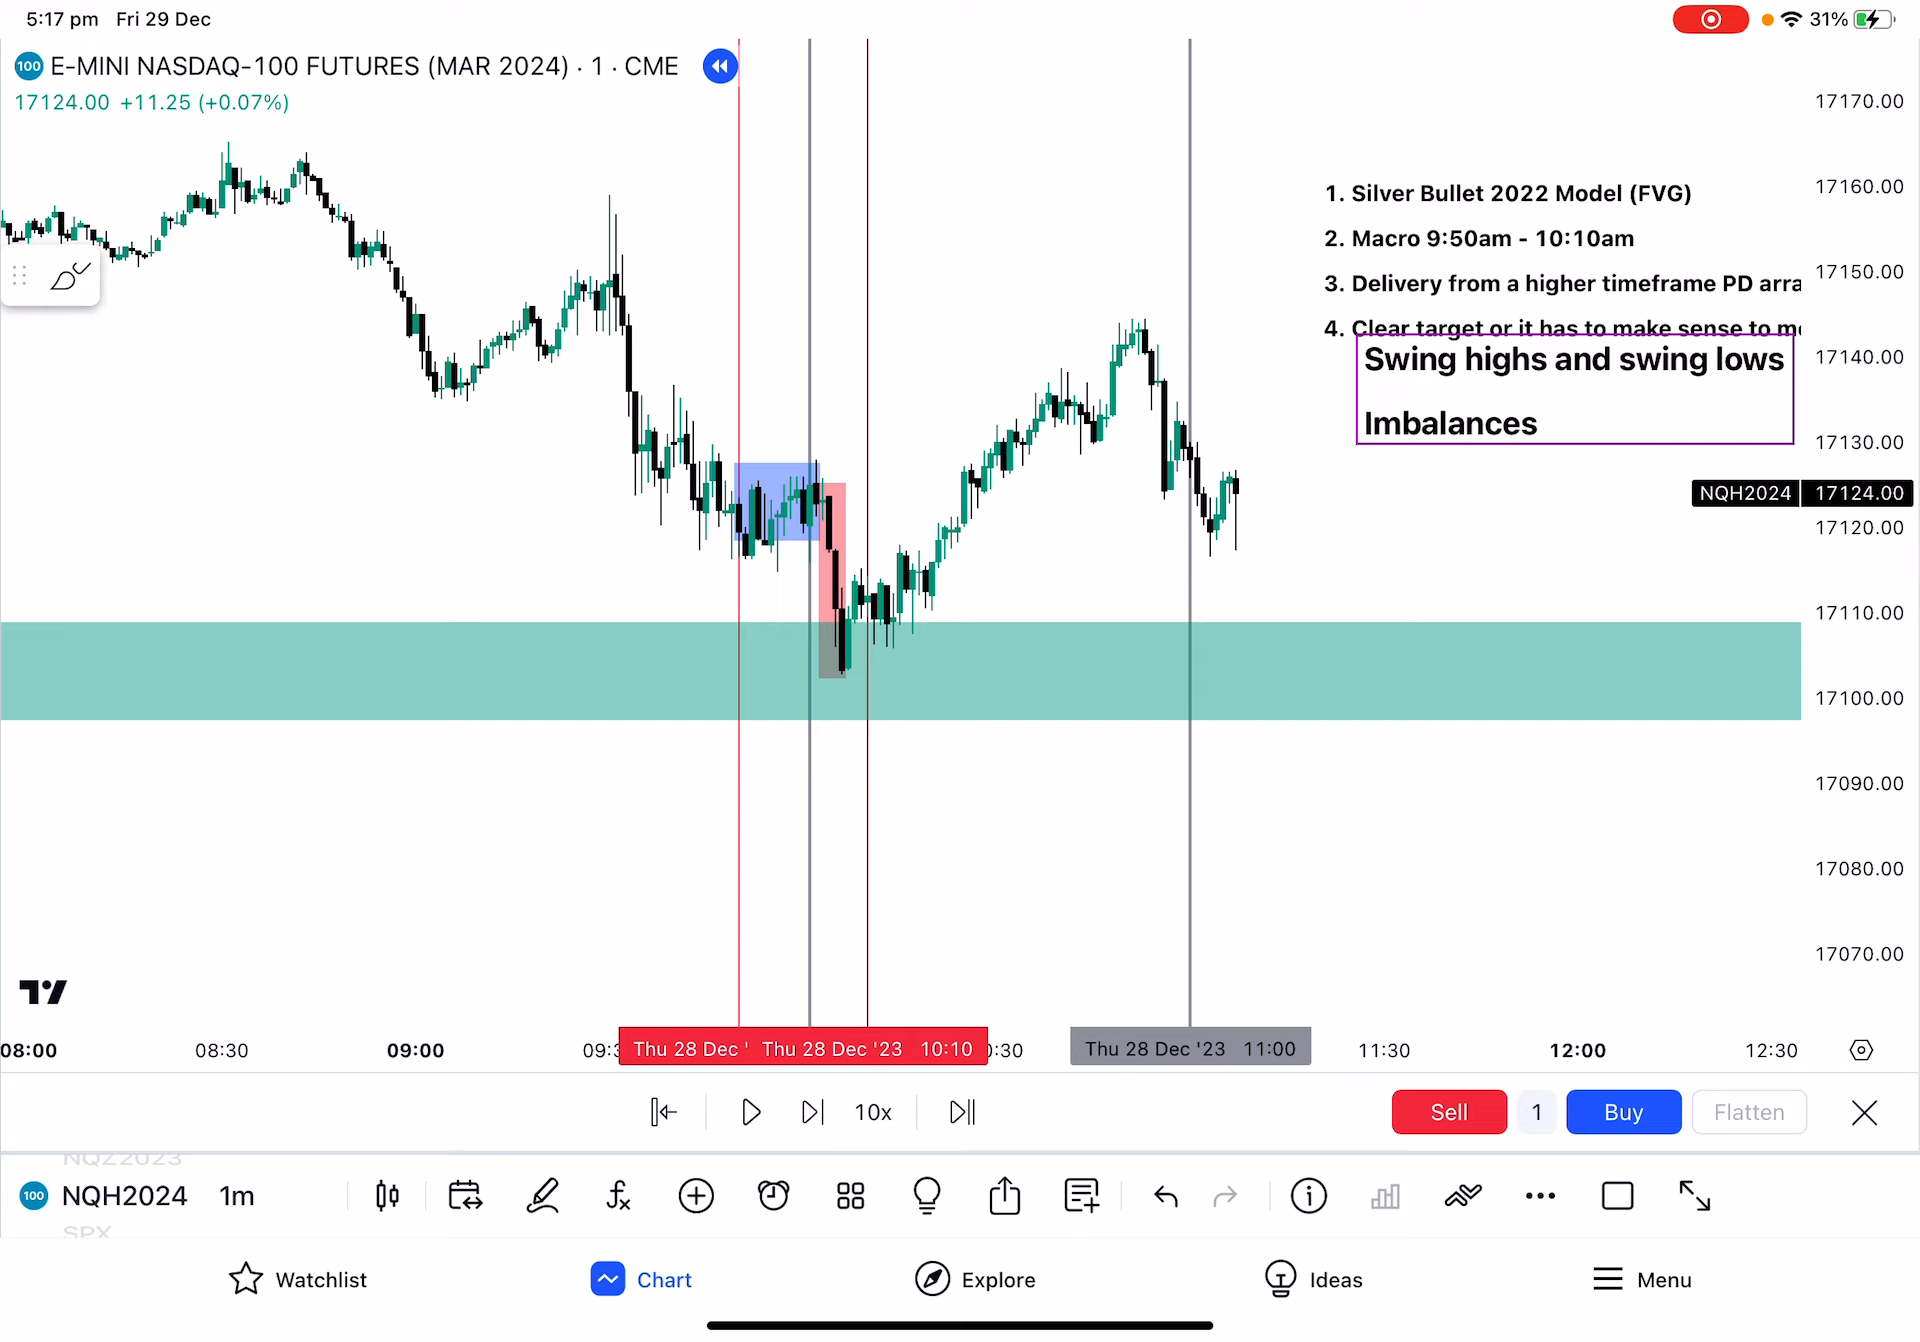 5:17 pm Fri 29 Dec
31%
100 E-MINI NASDAQ-100 FUTURES (MAR 2024) · 1 · CME
17124.00 +11.25 (+0.07%)
17170.00
17160.00
17150.00
17140.00
17130.00
NQH2024 17124.00
17120.00
17110.00
17100.00
17090.00
17080.00
17070.00
1. Silver Bullet 2022 Model (FVG)
2. Macro 9:50am - 10:10am
3. Delivery from a higher timeframe PD arra
4. Clear target or it has to make sense to m
Swing highs and swing lows
Imbalances
08:00 08:30 09:00 09:3 Thu 28 Dec ' Thu 28 Dec '23 10:10 0:30 Thu 28 Dec '23 11:00 11:30 12:00 12:30
10x Sell 1 Buy Flatten
NQZ2023
100 NQH2024 1m
SPX
Watchlist Chart Explore Ideas Menu